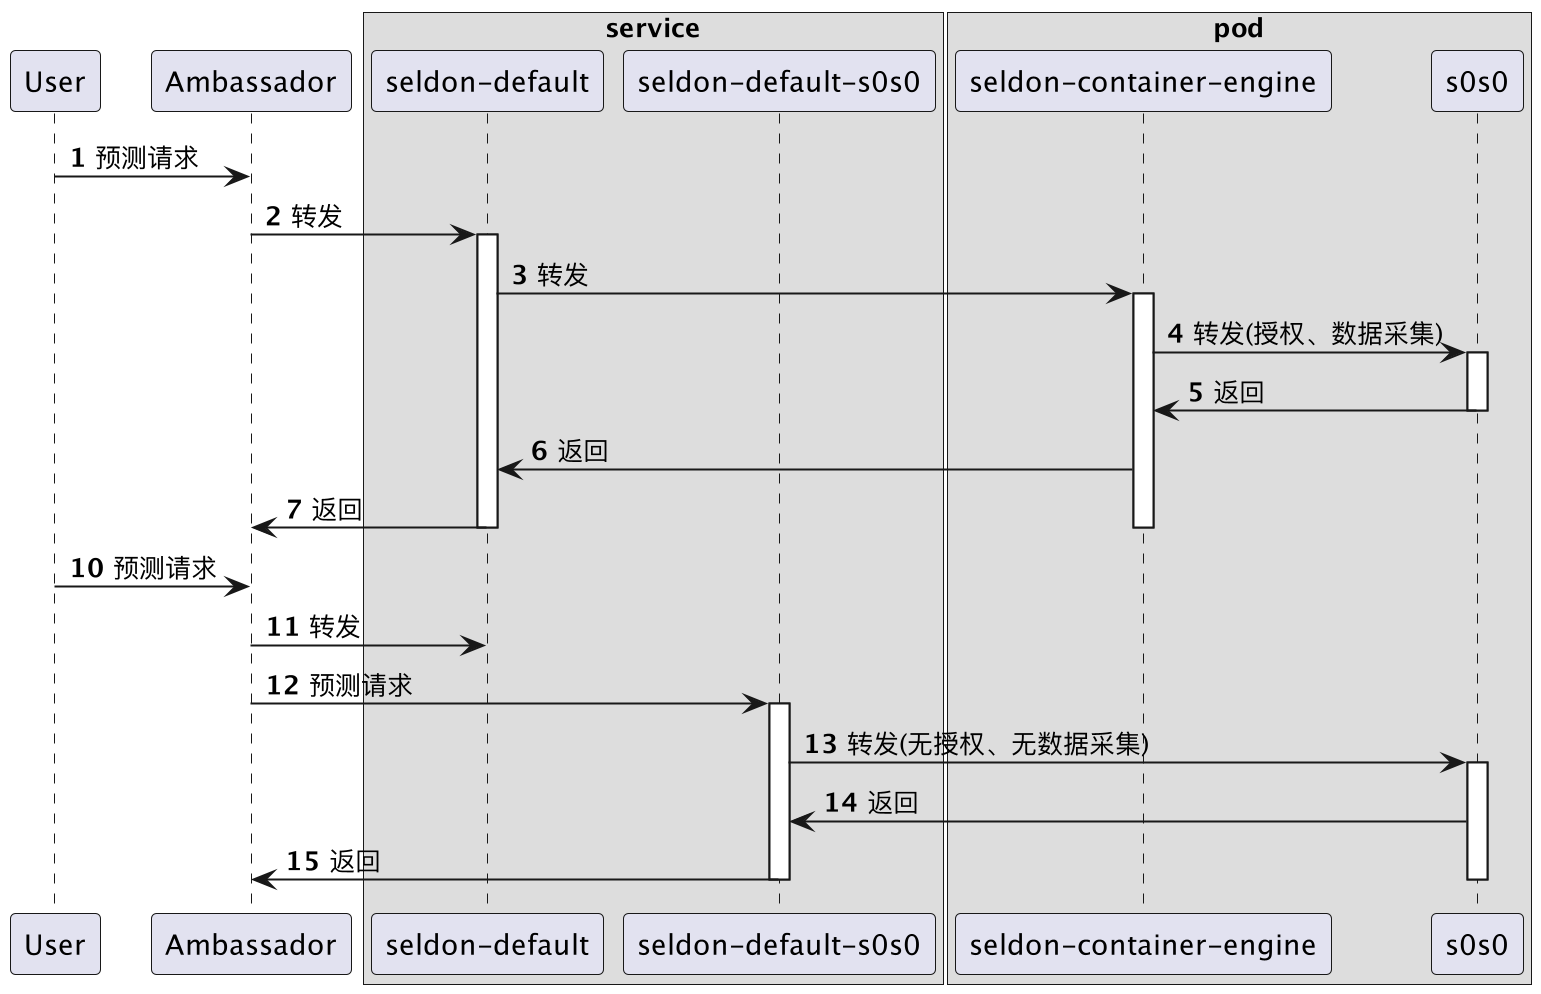 service
pod
User
Ambassador
seldon-default
seldon-default-s0s0
seldon-container-engine
s0s0
1 预测请求
2 转发
3 转发
4 转发(授权、数据采集)
5 返回
6 返回
7 返回
10 预测请求
11 转发
12 预测请求
13 转发(无授权、无数据采集)
14 返回
15 返回
User
Ambassador
seldon-default
seldon-default-s0s0
seldon-container-engine
s0s0